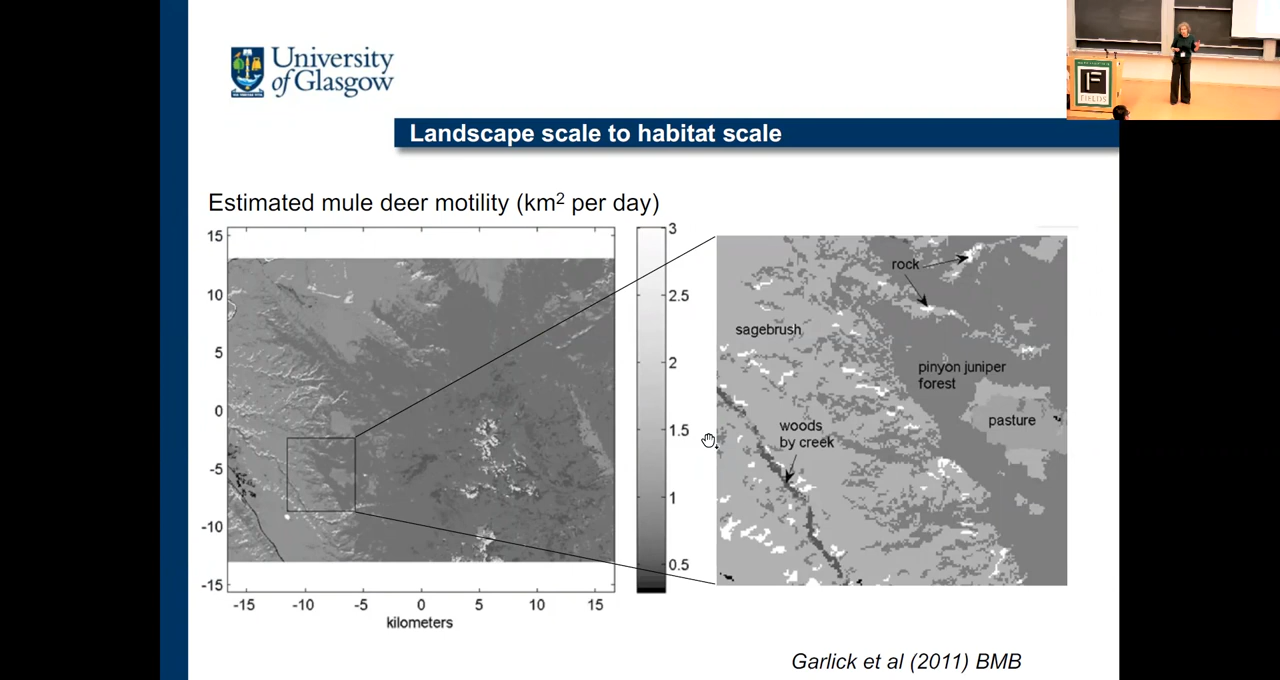 University
of Glasgow
Landscape scale to habitat scale
Estimated mule deer motility (km² per day)
15
10
5
0
-5
-10
-15
-15
-10
-5
0
5
10
15
kilometers
3
2.5
2
1.5
1
0.5
rock
sagebrush
pinyon juniper
forest
pasture
woods
by creek
Garlick et al (2011) BMB
F
FIELDS